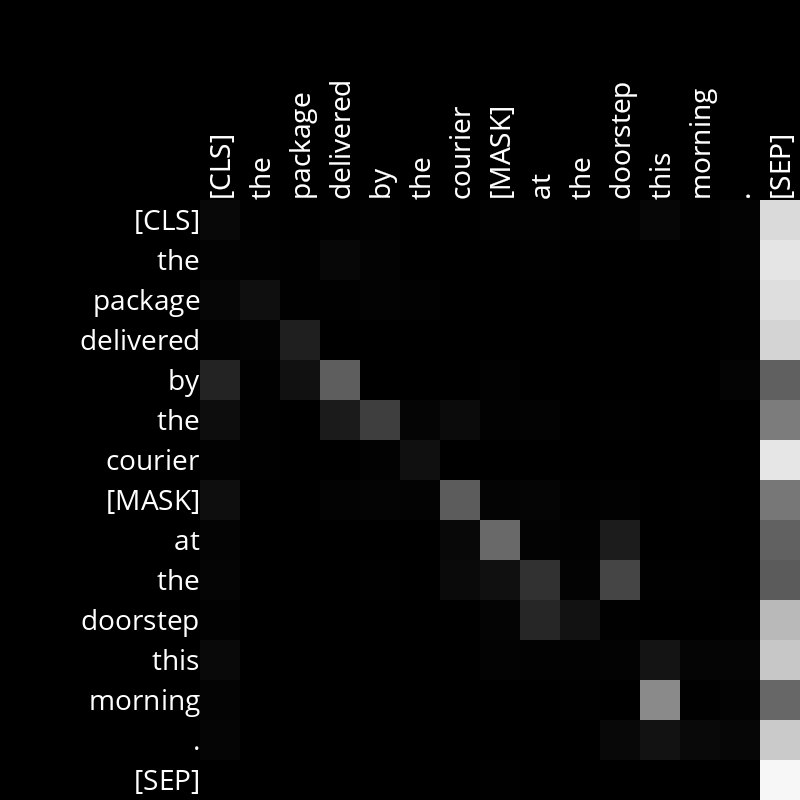 [CLS]
the
package
delivered
by
the
courier
[MASK]
at
the
doorstep
this
morning
.
[SEP]
[CLS]
the
package
delivered
by
the
courier
[MASK]
at
the
doorstep
this
morning
.
[SEP]